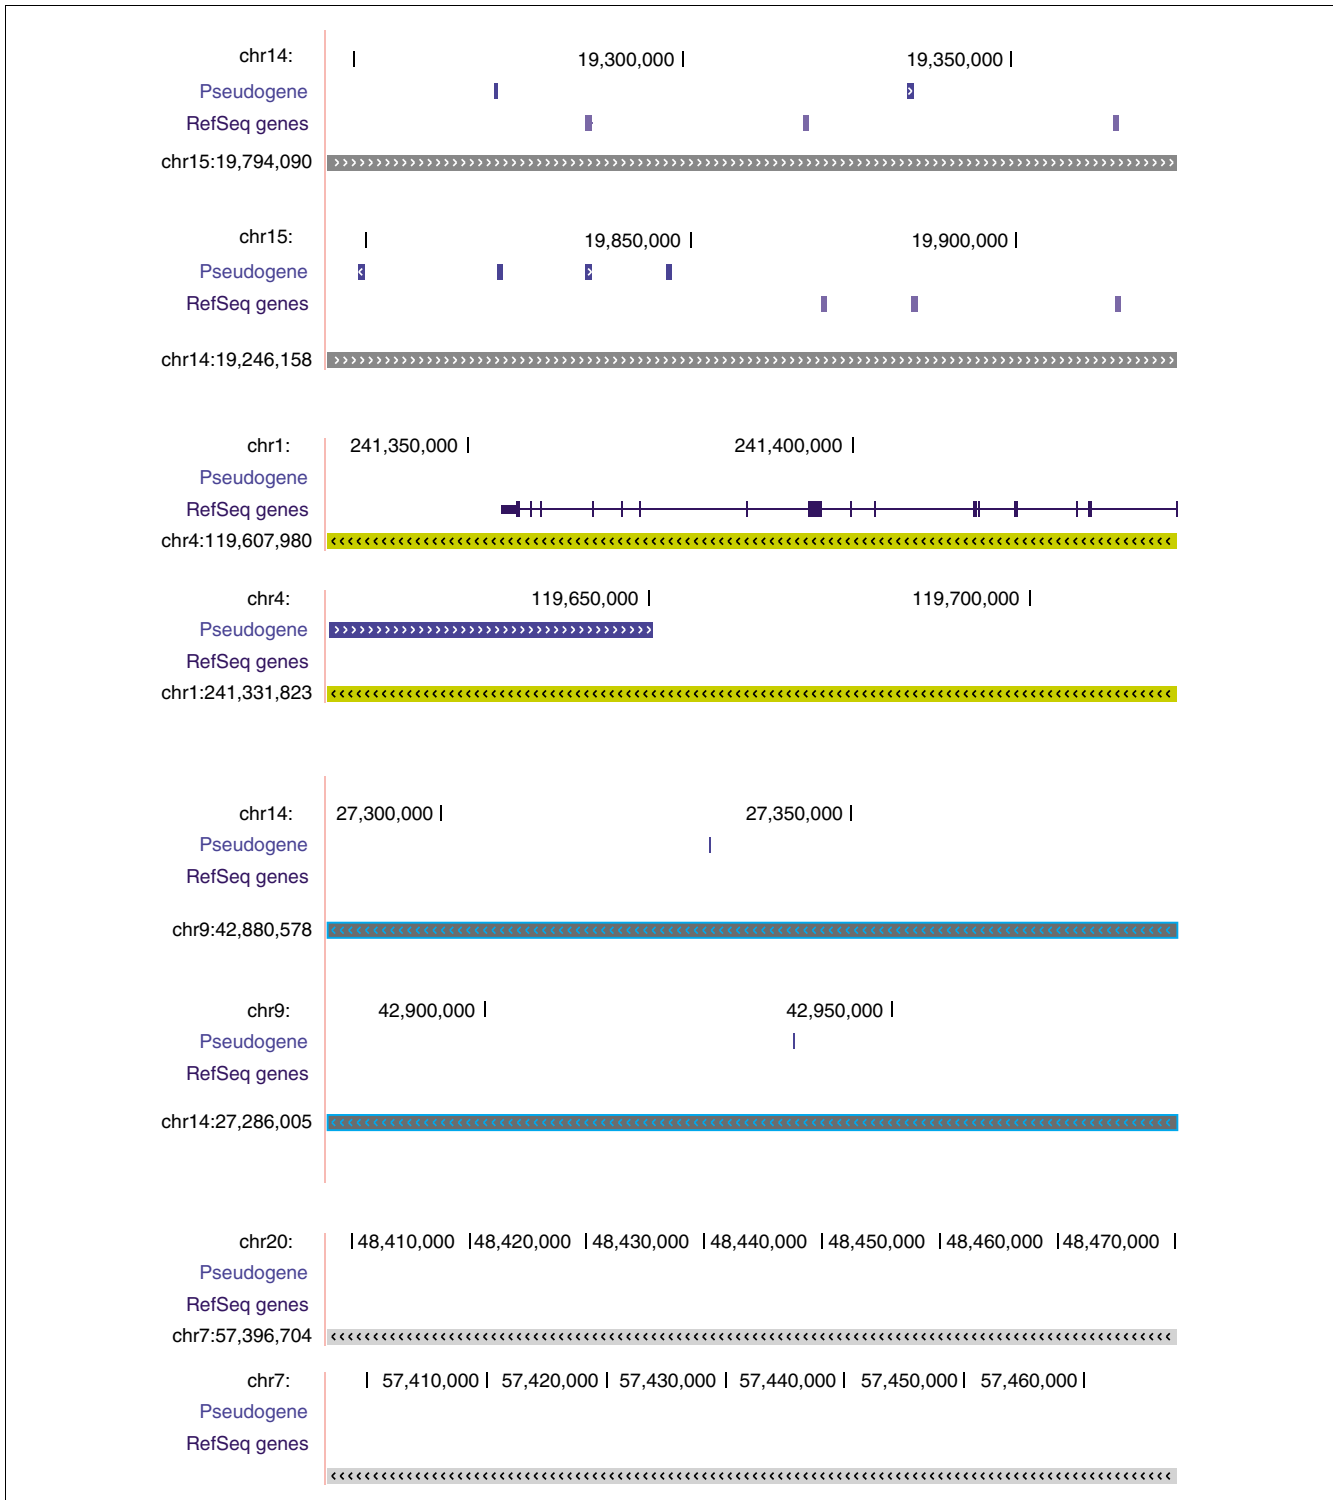 chr14: 19,300,000 19,350,000
Pseudogene
RefSeq genes
chr15:19,794,090
chr15: 19,850,000 19,900,000
Pseudogene
RefSeq genes
chr14:19,246,158
chr1: 241,350,000 241,400,000
Pseudogene
RefSeq genes
chr4:119,607,980
chr4: 119,650,000 119,700,000
Pseudogene
RefSeq genes
chr1:241,331,823
chr14: 27,300,000 27,350,000
Pseudogene
RefSeq genes
chr9:42,880,578
chr9: 42,900,000 42,950,000
Pseudogene
RefSeq genes
chr14:27,286,005
chr20: 48,410,000 48,420,000 48,430,000 48,440,000 48,450,000 48,460,000 48,470,000
Pseudogene
RefSeq genes
chr7:57,396,704
chr7: 57,410,000 57,420,000 57,430,000 57,440,000 57,450,000 57,460,000
Pseudogene
RefSeq genes